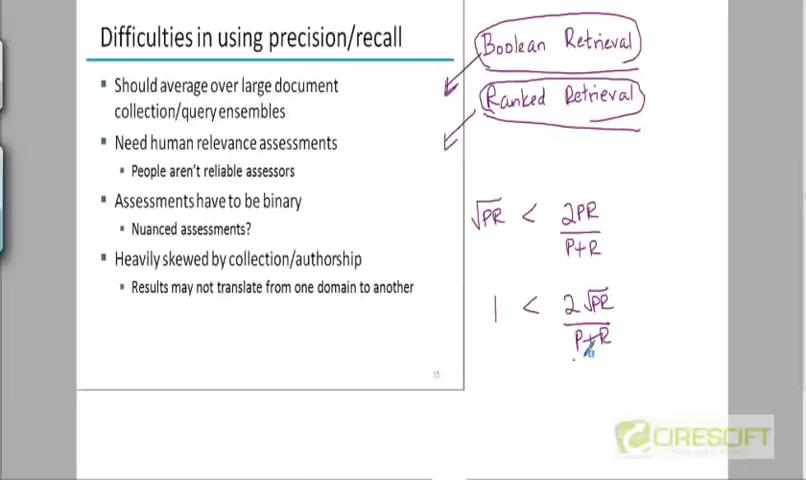 Difficulties in using precision/recall
▪ Should average over large document
collection/query ensembles
▪ Need human relevance assessments
▪ People aren't reliable assessors
▪ Assessments have to be binary
▪ Nuanced assessments?
▪ Heavily skewed by collection/authorship
▪ Results may not translate from one domain to another
15
Boolean Retrieval
Ranked Retrieval
√PR < 2PR
P+R
1 < 2√PR
P+R